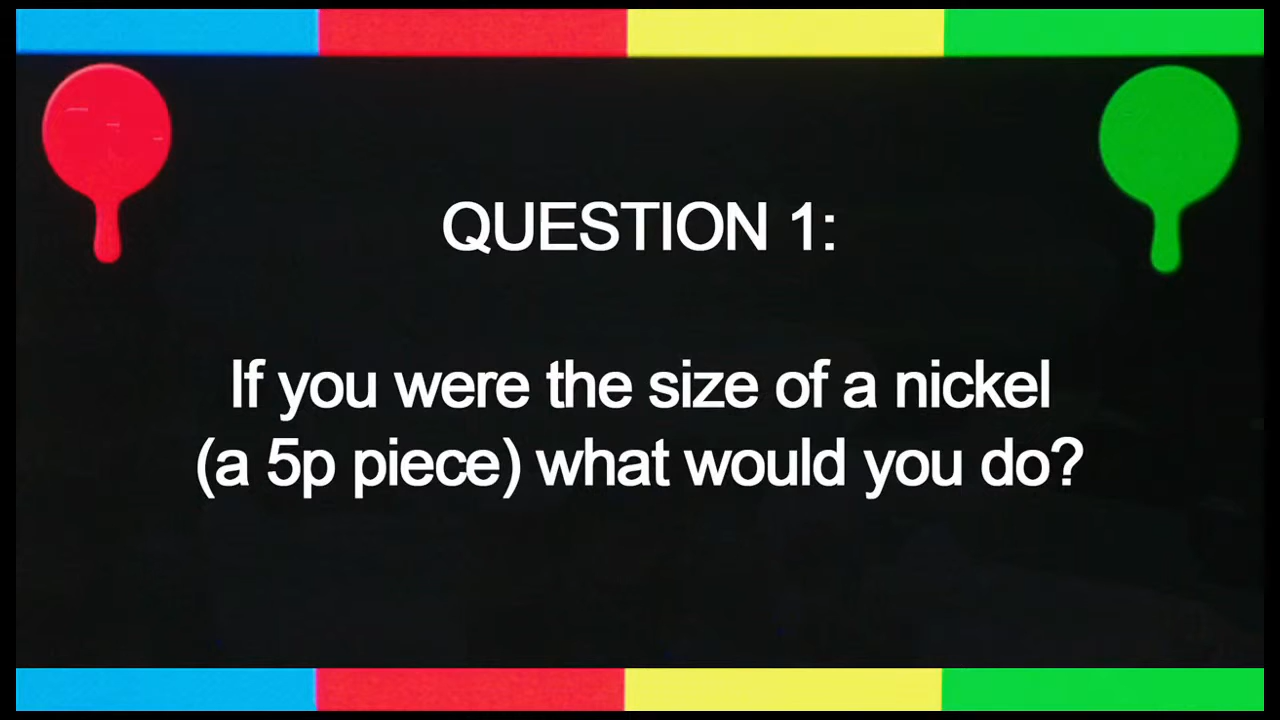 QUESTION 1:
If you were the size of a nickel
(a 5p piece) what would you do?